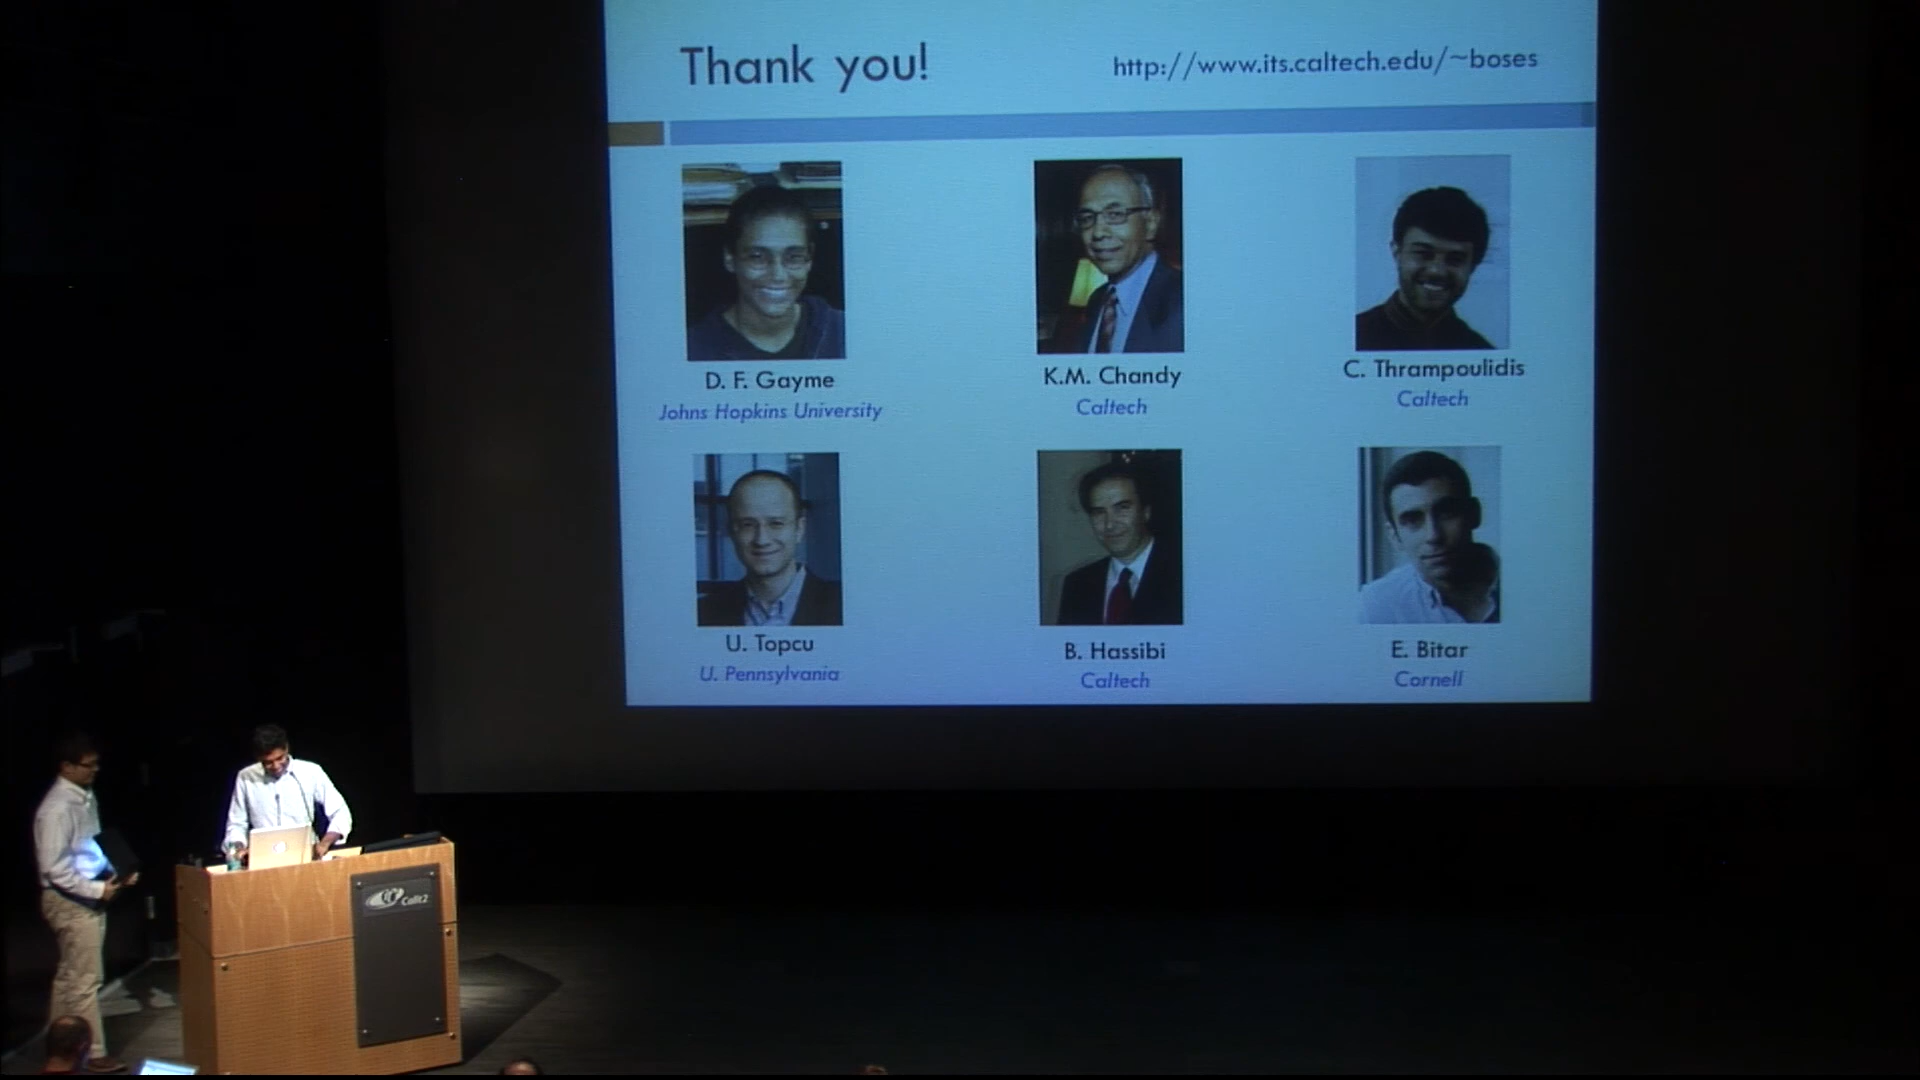 Thank you!
http://www.its.caltech.edu/~boses
D. F. Gayme
Johns Hopkins University
K.M. Chandy
Caltech
C. Thrampoulidis
Caltech
U. Topcu
U. Pennsylvania
B. Hassibi
Caltech
E. Bitar
Cornell
Calit2